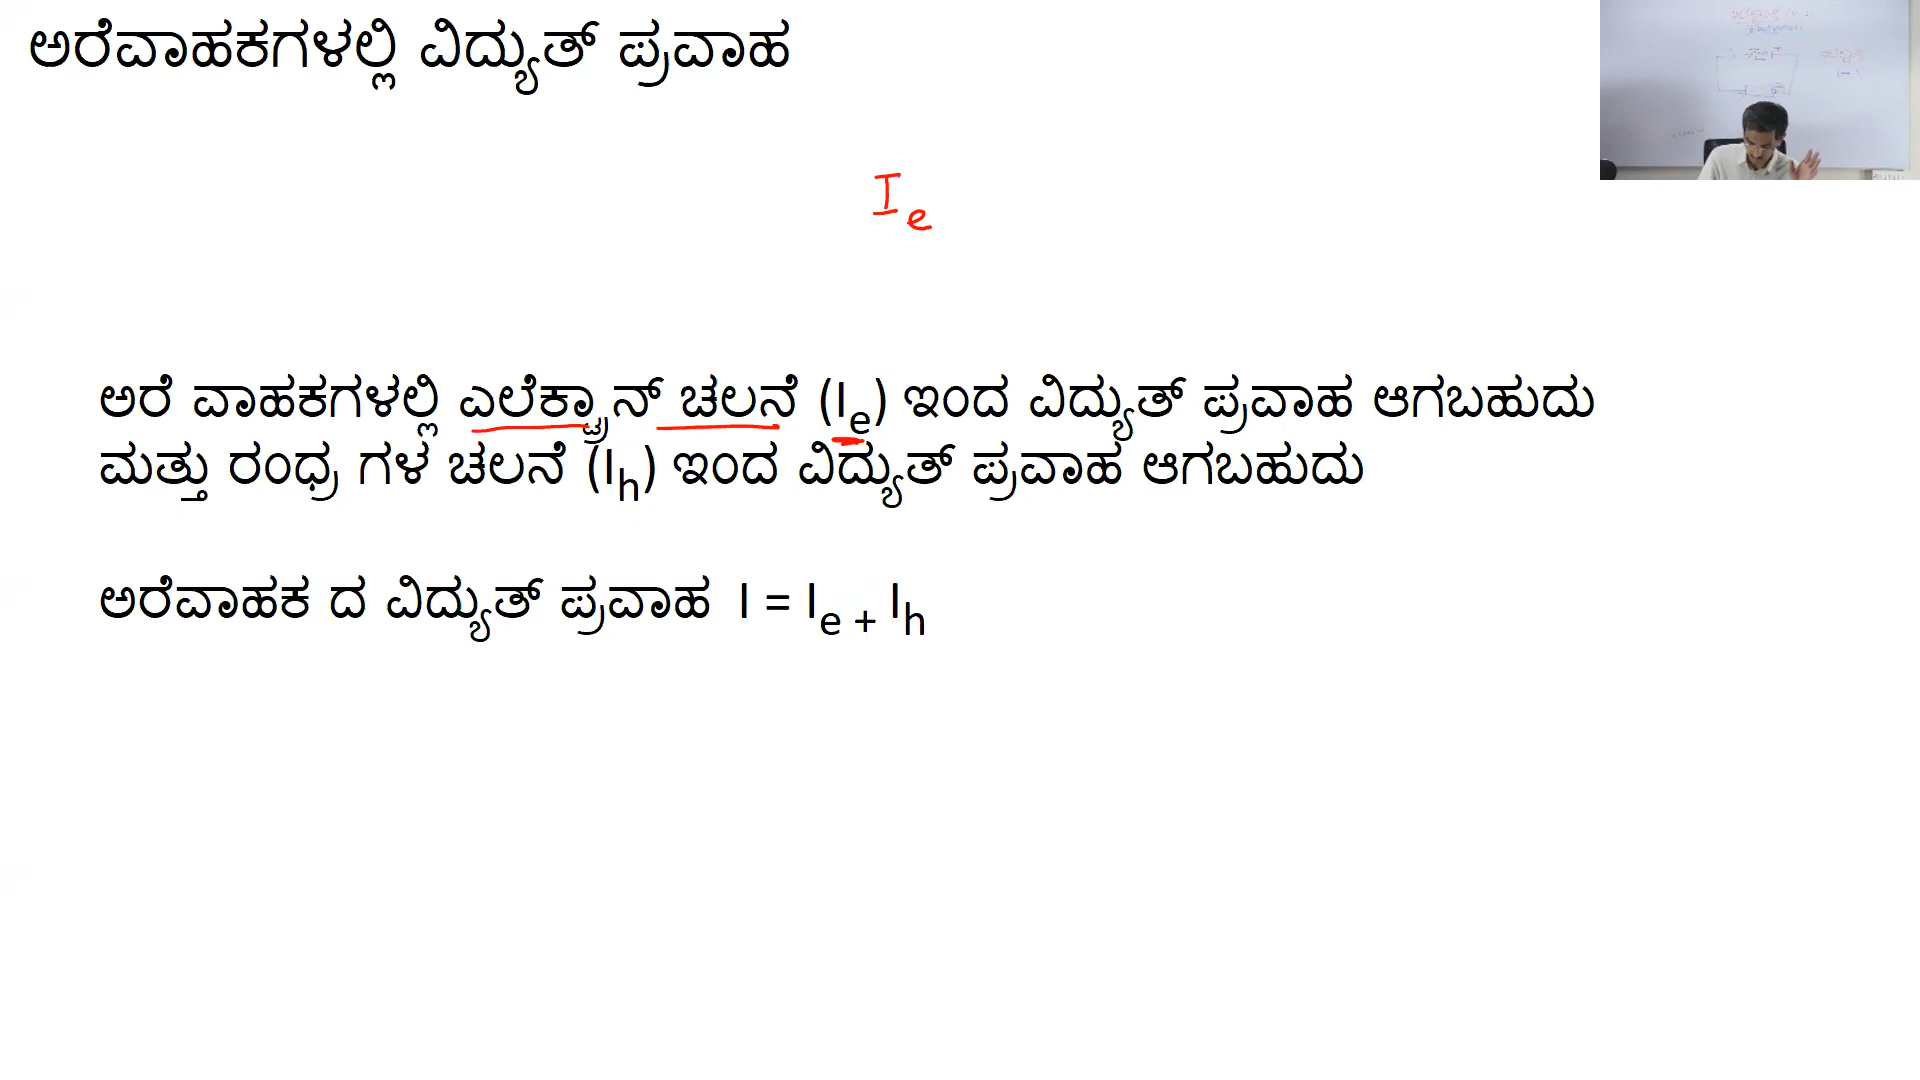 ಅರೆವಾಹಕಗಳಲ್ಲಿ ವಿದ್ಯುತ್ ಪ್ರವಾಹ
Ie
ಅರೆ ವಾಹಕಗಳಲ್ಲಿ ಎಲೆಕ್ಟ್ರಾನ್ ಚಲನೆ (Ie) ಇಂದ ವಿದ್ಯುತ್ ಪ್ರವಾಹ ಆಗಬಹುದು
ಮತ್ತು ರಂಧ್ರ ಗಳ ಚಲನೆ (Ih) ಇಂದ ವಿದ್ಯುತ್ ಪ್ರವಾಹ ಆಗಬಹುದು
ಅರೆವಾಹಕ ದ ವಿದ್ಯುತ್ ಪ್ರವಾಹ I = Ie + Ih